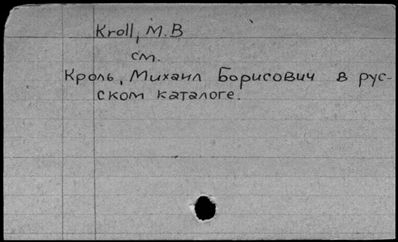 Kroll, M.B
см.
Кроль, Михаил Борисович в рус-
ском каталоге.